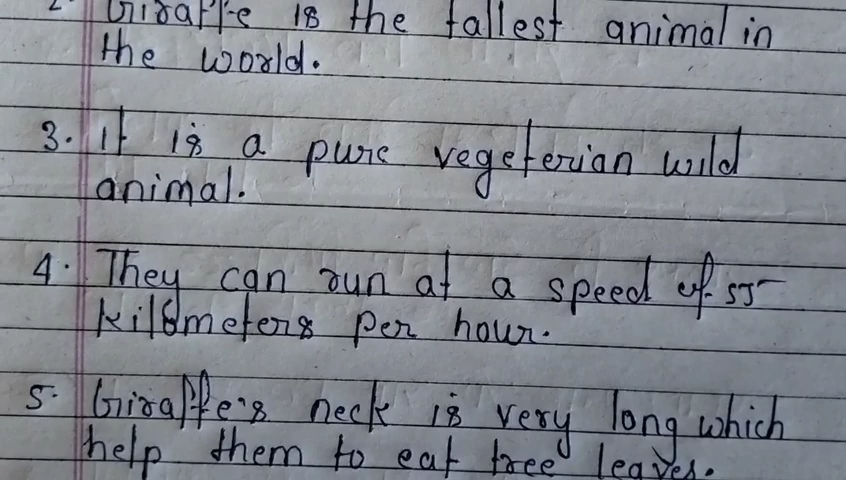 2. Giraffe is the tallest animal in
the world.
3. It is a pure vegeterian wild
animal.
4. They can run at a speed of 55
kilometers per hour.
5. Giraffe's neck is very long which
help them to eat tree leaves.